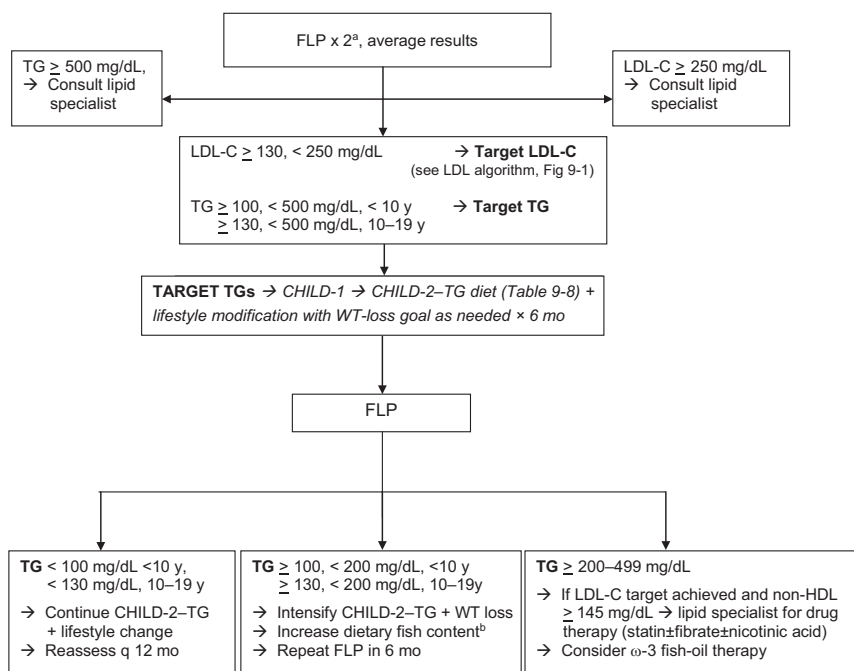 FLP x 2ᵃ, average results
TG ≥ 500 mg/dL,
→ Consult lipid
specialist
LDL-C ≥ 250 mg/dL
→ Consult lipid
specialist
LDL-C ≥ 130, < 250 mg/dL → Target LDL-C
(see LDL algorithm, Fig 9-1)
TG ≥ 100, < 500 mg/dL, < 10 y → Target TG
≥ 130, < 500 mg/dL, 10–19 y
TARGET TGs → CHILD-1 → CHILD-2–TG diet (Table 9-8) +
lifestyle modification with WT-loss goal as needed × 6 mo
FLP
TG < 100 mg/dL <10 y,
< 130 mg/dL, 10–19 y
→ Continue CHILD-2–TG
+ lifestyle change
→ Reassess q 12 mo
TG ≥ 100, < 200 mg/dL, <10 y
≥ 130, < 200 mg/dL, 10–19y
→ Intensify CHILD-2–TG + WT loss
→ Increase dietary fish contentᵇ
→ Repeat FLP in 6 mo
TG ≥ 200–499 mg/dL
→ If LDL-C target achieved and non-HDL
≥ 145 mg/dL → lipid specialist for drug
therapy (statin±fibrate±nicotinic acid)
→ Consider ω-3 fish-oil therapy